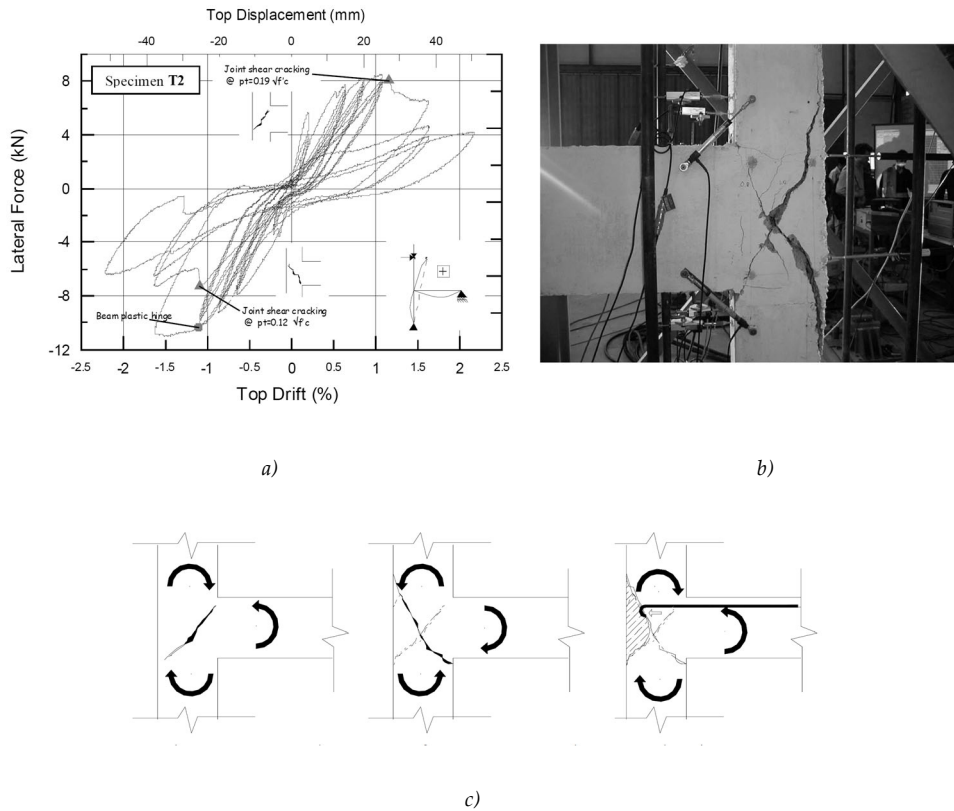 Top Displacement (mm)
-40 -20 0 20 40
Specimen T2
Joint shear cracking
@ pt=0.19 √f'c
8
4
0
-4
-8
-12
Lateral Force (kN)
+
Beam plastic hinge
Joint shear cracking
@ pt=0.12 √f'c
-2.5 -2 -1.5 -1 -0.5 0 0.5 1 1.5 2 2.5
Top Drift (%)
a)
b)
c)